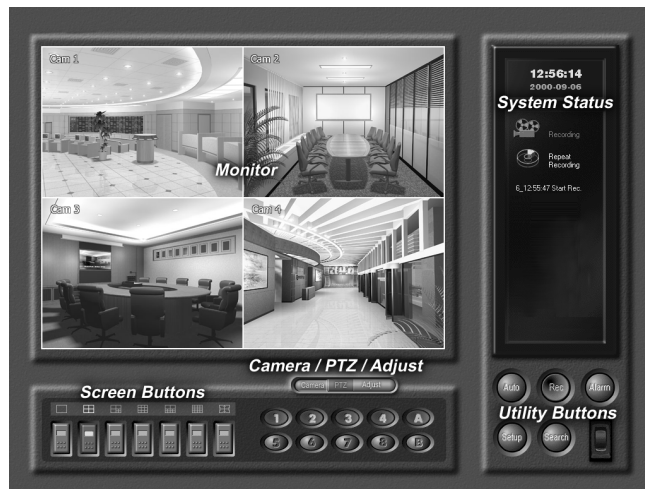 Cam 1
Cam 2
Monitor
Cam 3
Cam 4
12:56:14
2000-09-06
System Status
Recording
Repeat
Recording
6_12:55:47 Start Rec.
Camera / PTZ / Adjust
Camera PTZ Adjust
Screen Buttons
1 2 3 4 A
5 6 7 8 B
Auto Rec Alarm
Utility Buttons
Setup Search